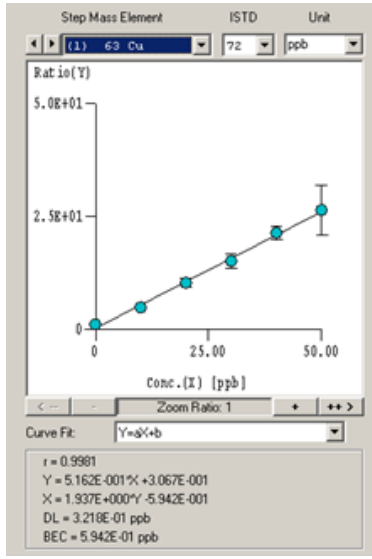 Step Mass Element ISTD Unit
(1) 63 Cu 72 ppb
Ratio(Y)
5.0E+01
2.5E+01
0
0 25.00 50.00
Conc.(X) [ppb]
< -- - Zoom Ratio: 1 + ++ >
Curve Fit: Y=aX+b
r = 0.9981
Y = 5.162E-001*X +3.067E-001
X = 1.937E+000*Y -5.942E-001
DL = 3.218E-01 ppb
BEC = 5.942E-01 ppb